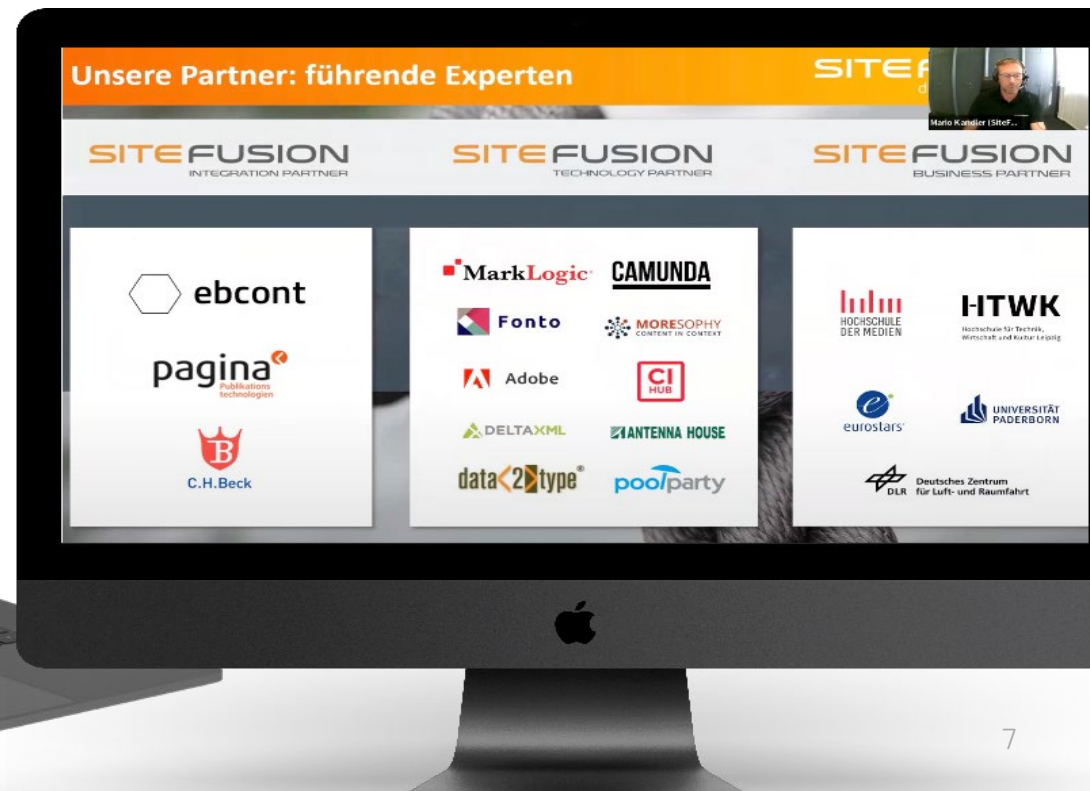 Unsere Partner: führende Experten
SITEF
Mario Kandler (SiteF...
SITEFUSION
INTEGRATION PARTNER
SITEFUSION
TECHNOLOGY PARTNER
SITEFUSION
BUSINESS PARTNER
ebcont
pagina
Publikations
technologien
B
C.H.Beck
MarkLogic
CAMUNDA
Fonto
MORESOPHY
CONTENT IN CONTEXT
Adobe
CI
HUB
DELTAXML
ANTENNA HOUSE
data<2>type®
poolparty
HOCHSCHULE
DER MEDIEN
HTWK
Hochschule für Technik,
Wirtschaft und Kultur Leipzig
e
eurostars
UNIVERSITÄT
PADERBORN
DLR
Deutsches Zentrum
für Luft- und Raumfahrt
7